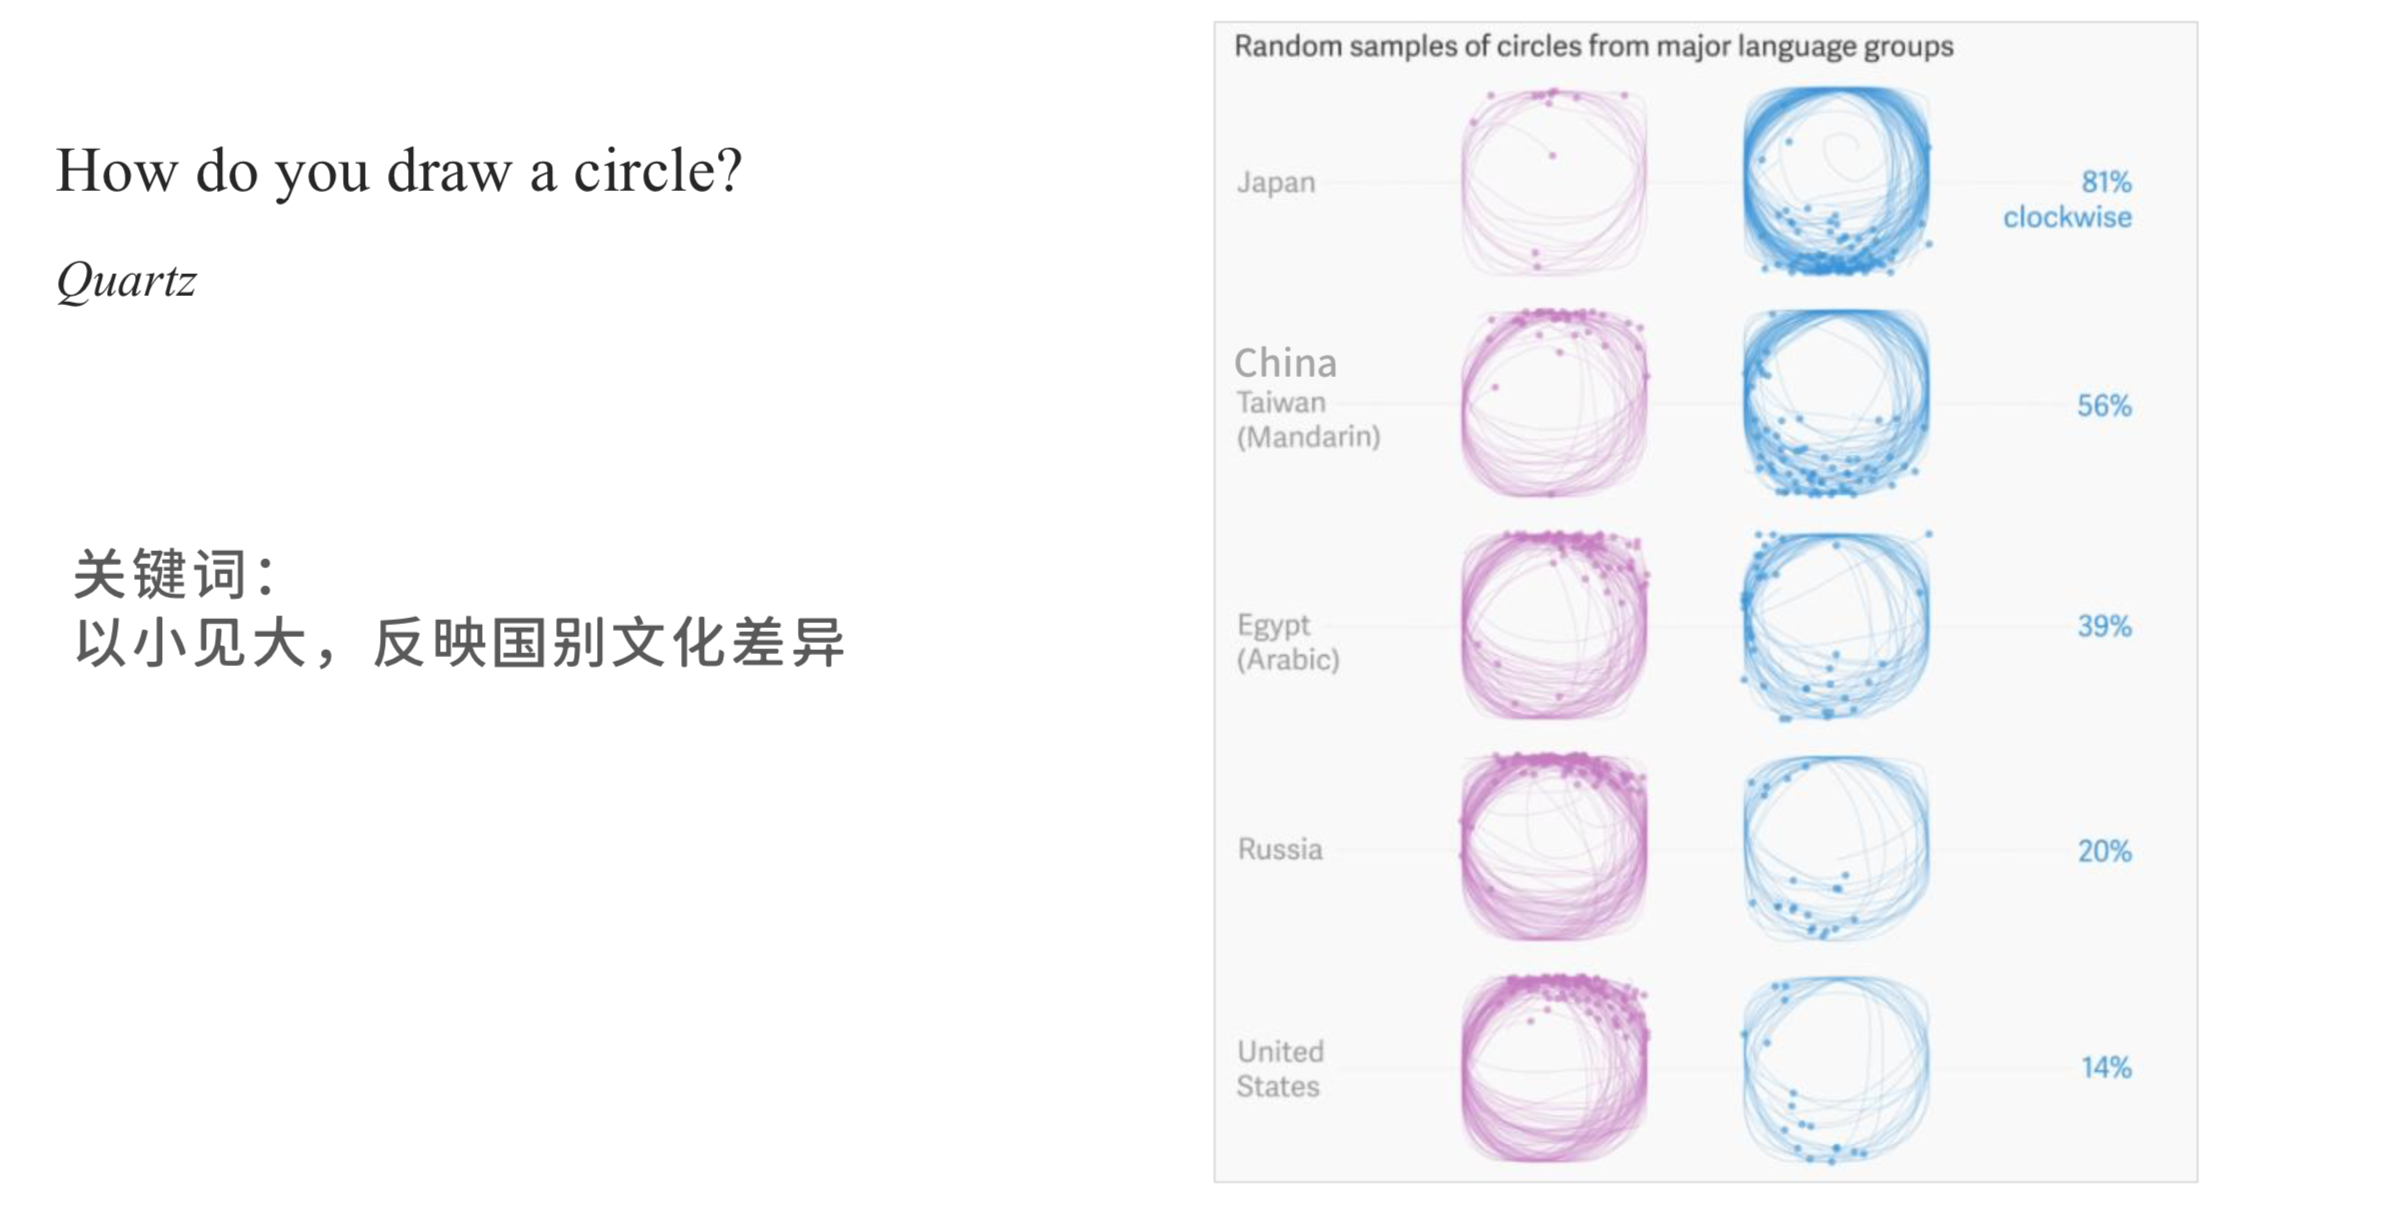 How do you draw a circle?
Quartz
关键词：
以小见大，反映国别文化差异
Random samples of circles from major language groups
Japan
81%
clockwise
China
Taiwan
(Mandarin)
56%
Egypt
(Arabic)
39%
Russia
20%
United
States
14%